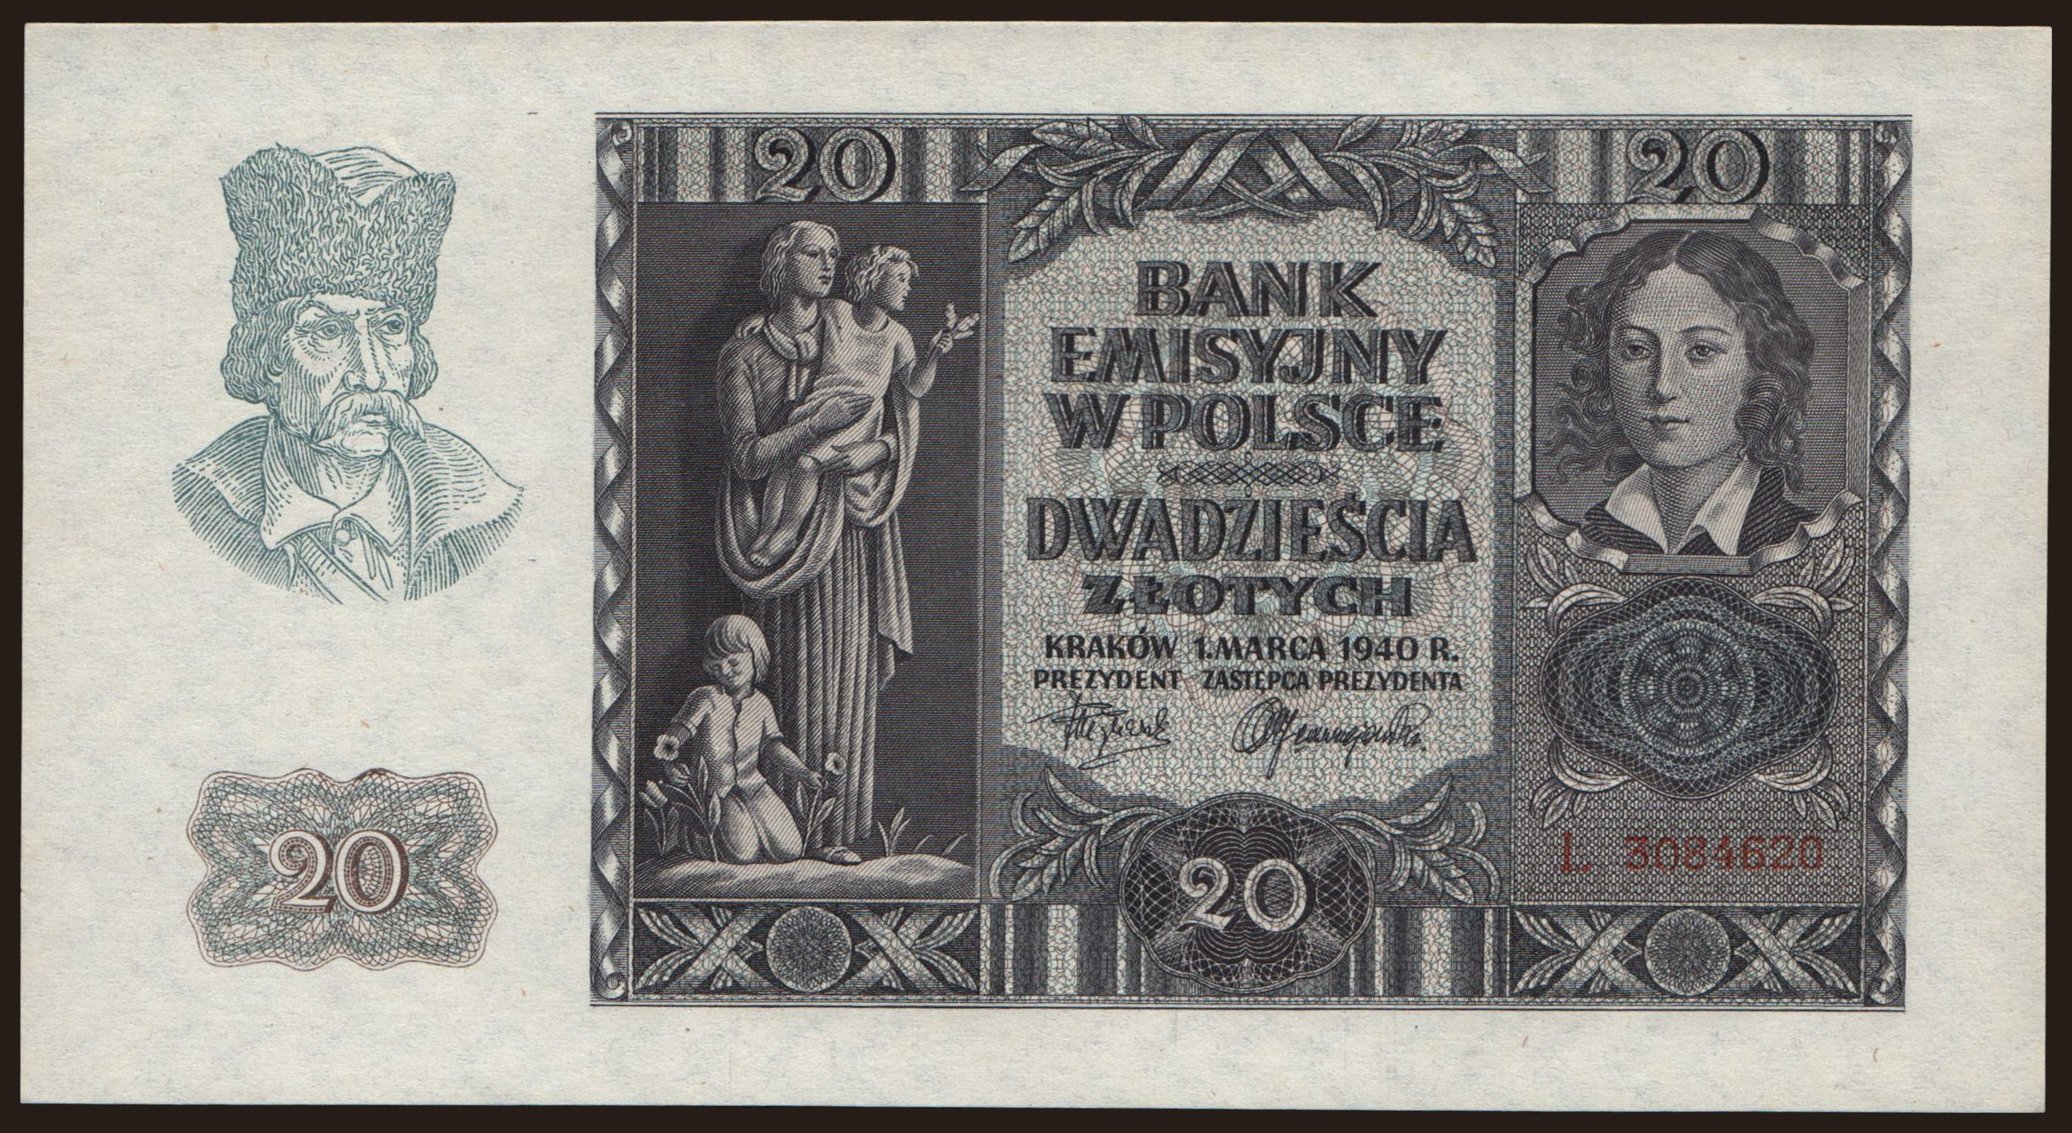 20
20
BANK
EMISYJNY
W POLSCE
DWADZIEŚCIA
ZŁOTYCH
KRAKÓW 1. MARCA 1940 R.
PREZYDENT ZASTĘPCA PREZYDENTA
L. 3084620
20
20